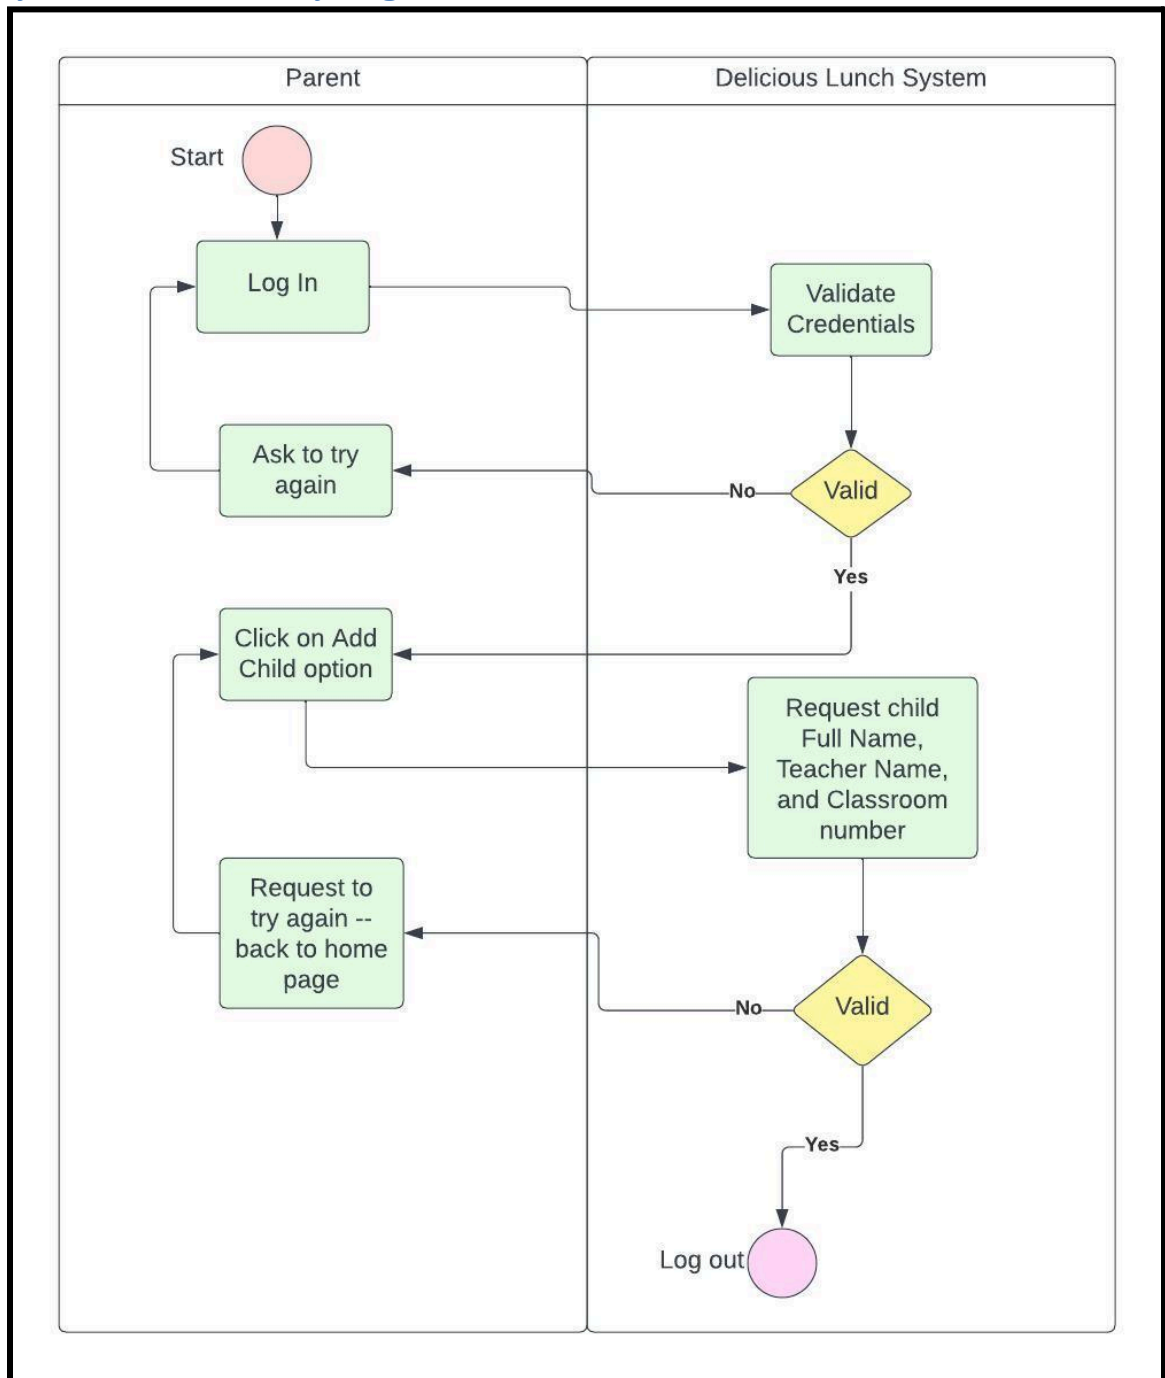 Parent
Delicious Lunch System
Start
Log In
Validate
Credentials
Ask to try
again
No
Valid
Yes
Click on Add
Child option
Request child
Full Name,
Teacher Name,
and Classroom
number
Request to
try again --
back to home
page
No
Valid
Yes
Log out